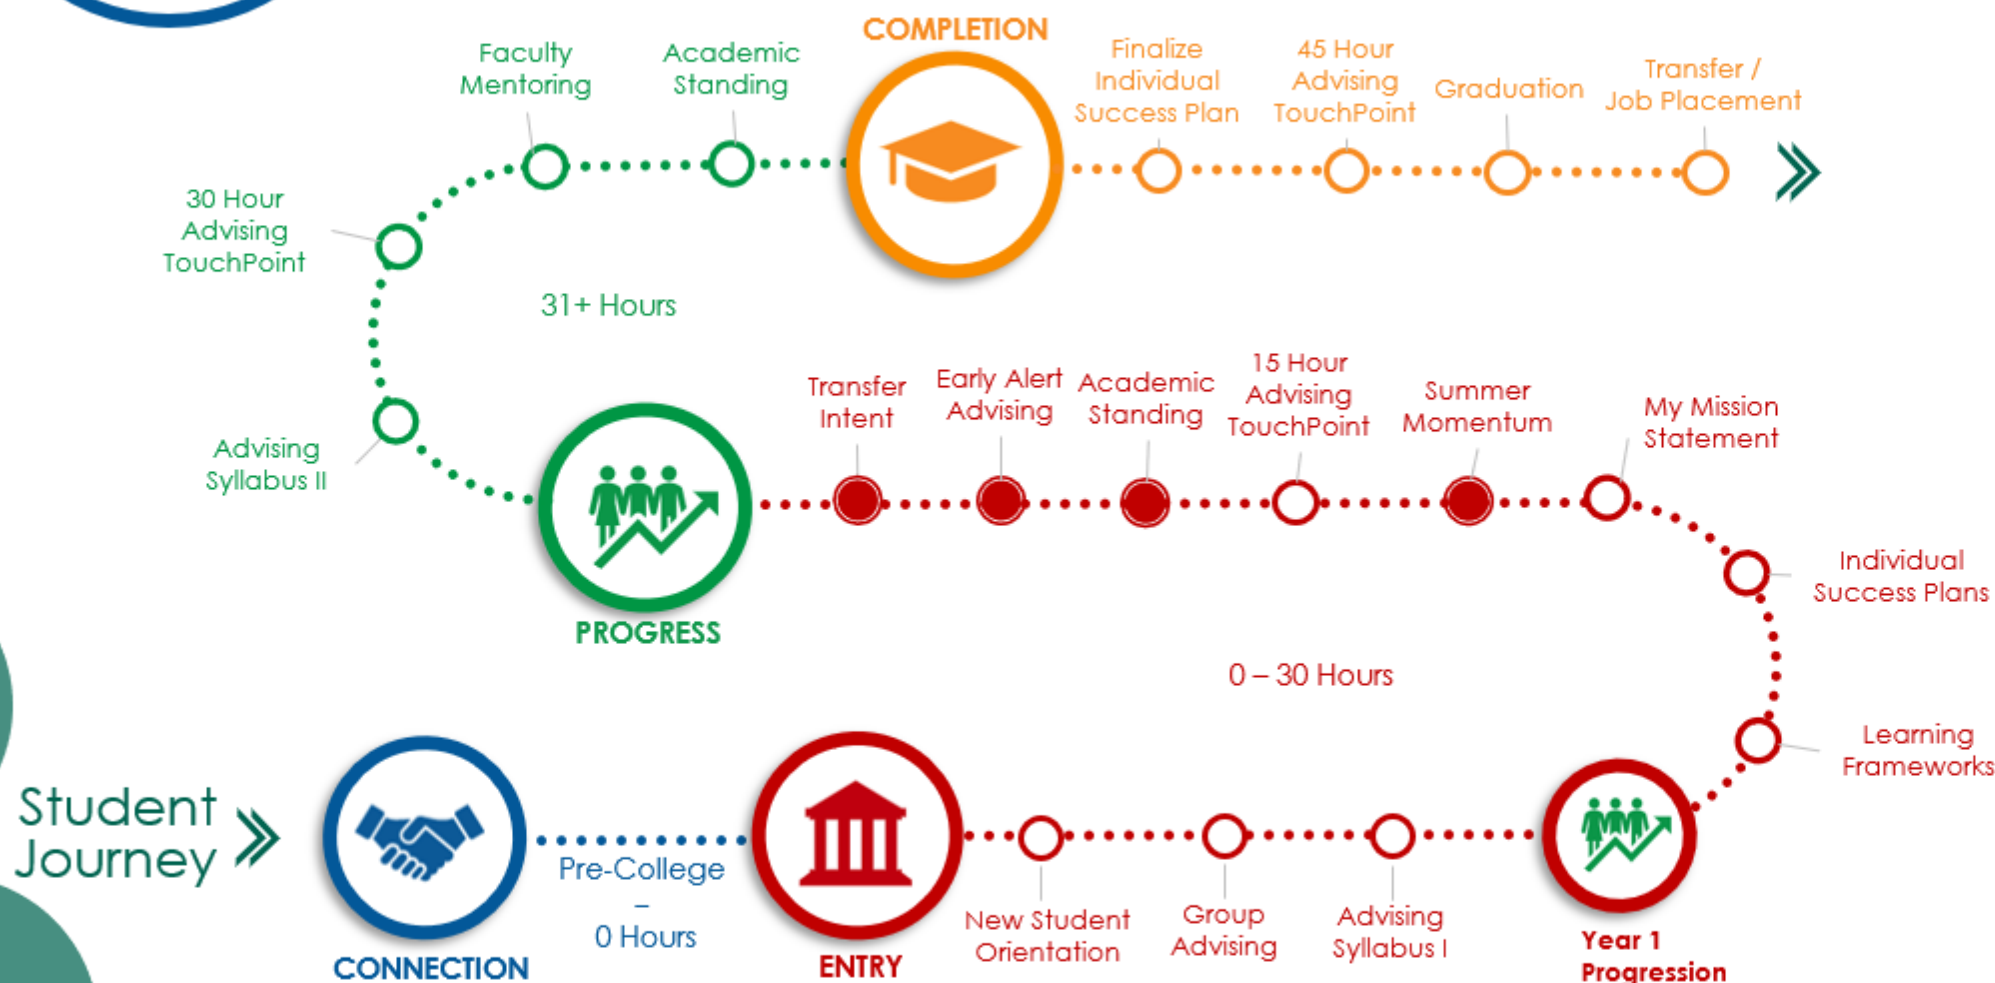 COMPLETION
Faculty
Mentoring
Academic
Standing
Finalize
Individual
Success Plan
45 Hour
Advising
TouchPoint
Graduation
Transfer /
Job Placement
30 Hour
Advising
TouchPoint
31+ Hours
Advising
Syllabus II
PROGRESS
Transfer
Intent
Early Alert
Advising
Academic
Standing
15 Hour
Advising
TouchPoint
Summer
Momentum
My Mission
Statement
Individual
Success Plans
0 – 30 Hours
Learning
Frameworks
Student
Journey
CONNECTION
Pre-College
–
0 Hours
ENTRY
New Student
Orientation
Group
Advising
Advising
Syllabus I
Year 1
Progression